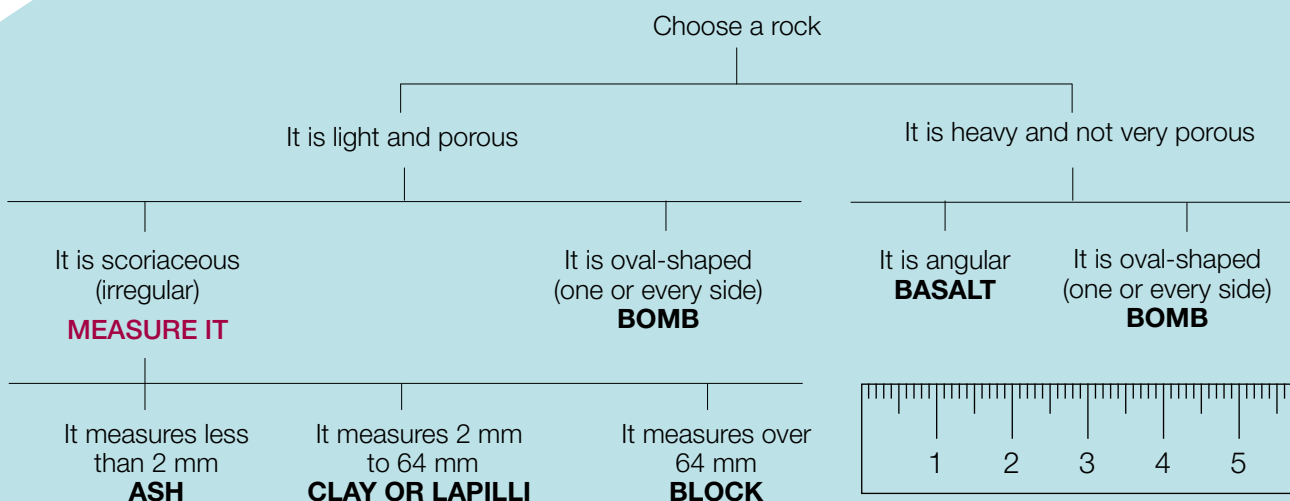 Choose a rock
It is light and porous
It is heavy and not very porous
It is scoriaceous
(irregular)
MEASURE IT
It is oval-shaped
(one or every side)
BOMB
It is angular
BASALT
It is oval-shaped
(one or every side)
BOMB
It measures less
than 2 mm
ASH
It measures 2 mm
to 64 mm
CLAY OR LAPILLI
It measures over
64 mm
BLOCK
1 2 3 4 5